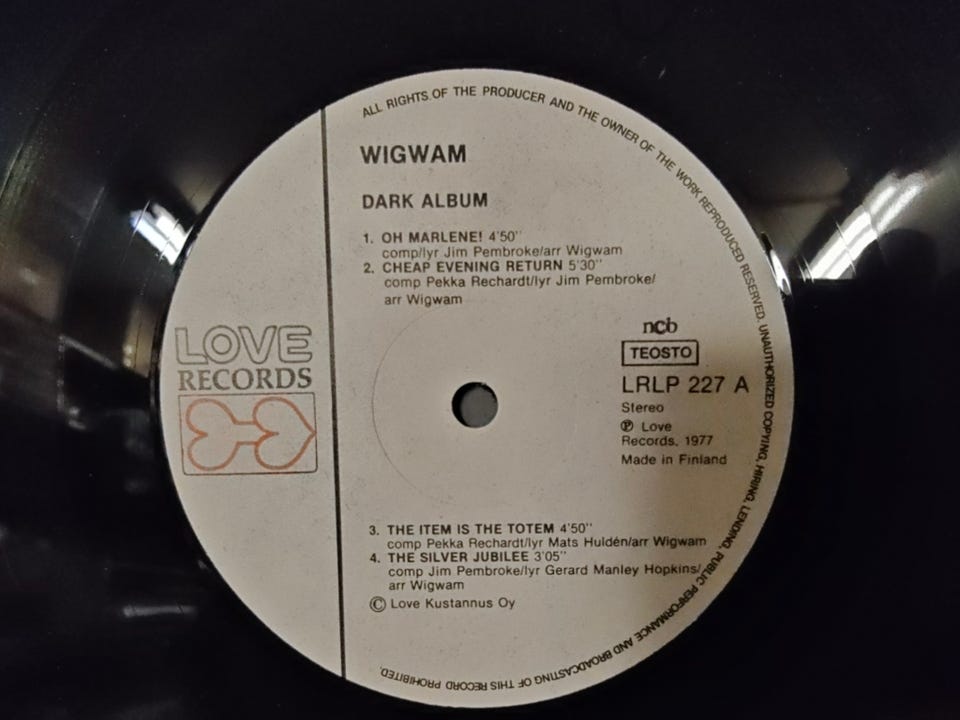 ALL RIGHTS OF THE PRODUCER AND THE OWNER OF THE WORK REPRODUCED RESERVED. UNAUTHORIZED COPYING, HIRING, LENDING, PUBLIC PERFORMANCE AND BROADCASTING OF THIS RECORD PROHIBITED.
WIGWAM
DARK ALBUM
1. OH MARLENE! 4'50''
comp/lyr Jim Pembroke/arr Wigwam
2. CHEAP EVENING RETURN 5'30''
comp Pekka Rechardt/lyr Jim Pembroke/
arr Wigwam
LOVE
RECORDS
ncb
TEOSTO
LRLP 227 A
Stereo
℗ Love
Records, 1977
Made in Finland
3. THE ITEM IS THE TOTEM 4'50''
comp Pekka Rechardt/lyr Mats Huldén/arr Wigwam
4. THE SILVER JUBILEE 3'05''
comp Jim Pembroke/lyr Gerard Manley Hopkins/
arr Wigwam
© Love Kustannus Oy